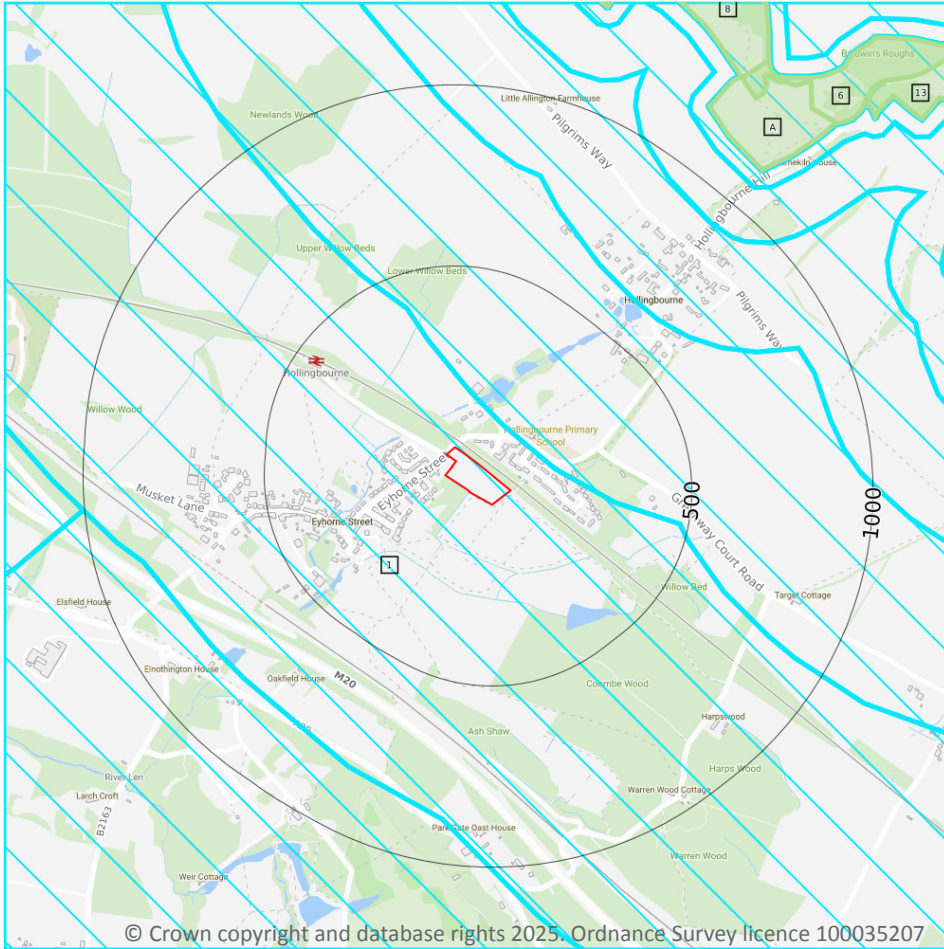 8
Baldwin's Roughs
6
13
A
Little Allington Farmhouse
Newlands Wood
Pilgrims Way
Hollingbourne Hill
Upper Willow Beds
Lower Willow Beds
Hollingbourne
Pilgrims Way
Hollingbourne
Willow Wood
Hollingbourne Primary
School
Eyhorne Street
Musket Lane
500
1000
Eyhorne Street
1
Greenway Court Road
Elsfield House
Willow Bed
Target Cottage
Einothington House
Oakfield House
M20
Coombe Wood
Harpswood
Ash Shaw
River Len
Larch Croft
B2163
Harps Wood
Warren Wood Cottage
Park Gate Oast House
Warren Wood
Weir Cottage
© Crown copyright and database rights 2025. Ordnance Survey licence 100035207